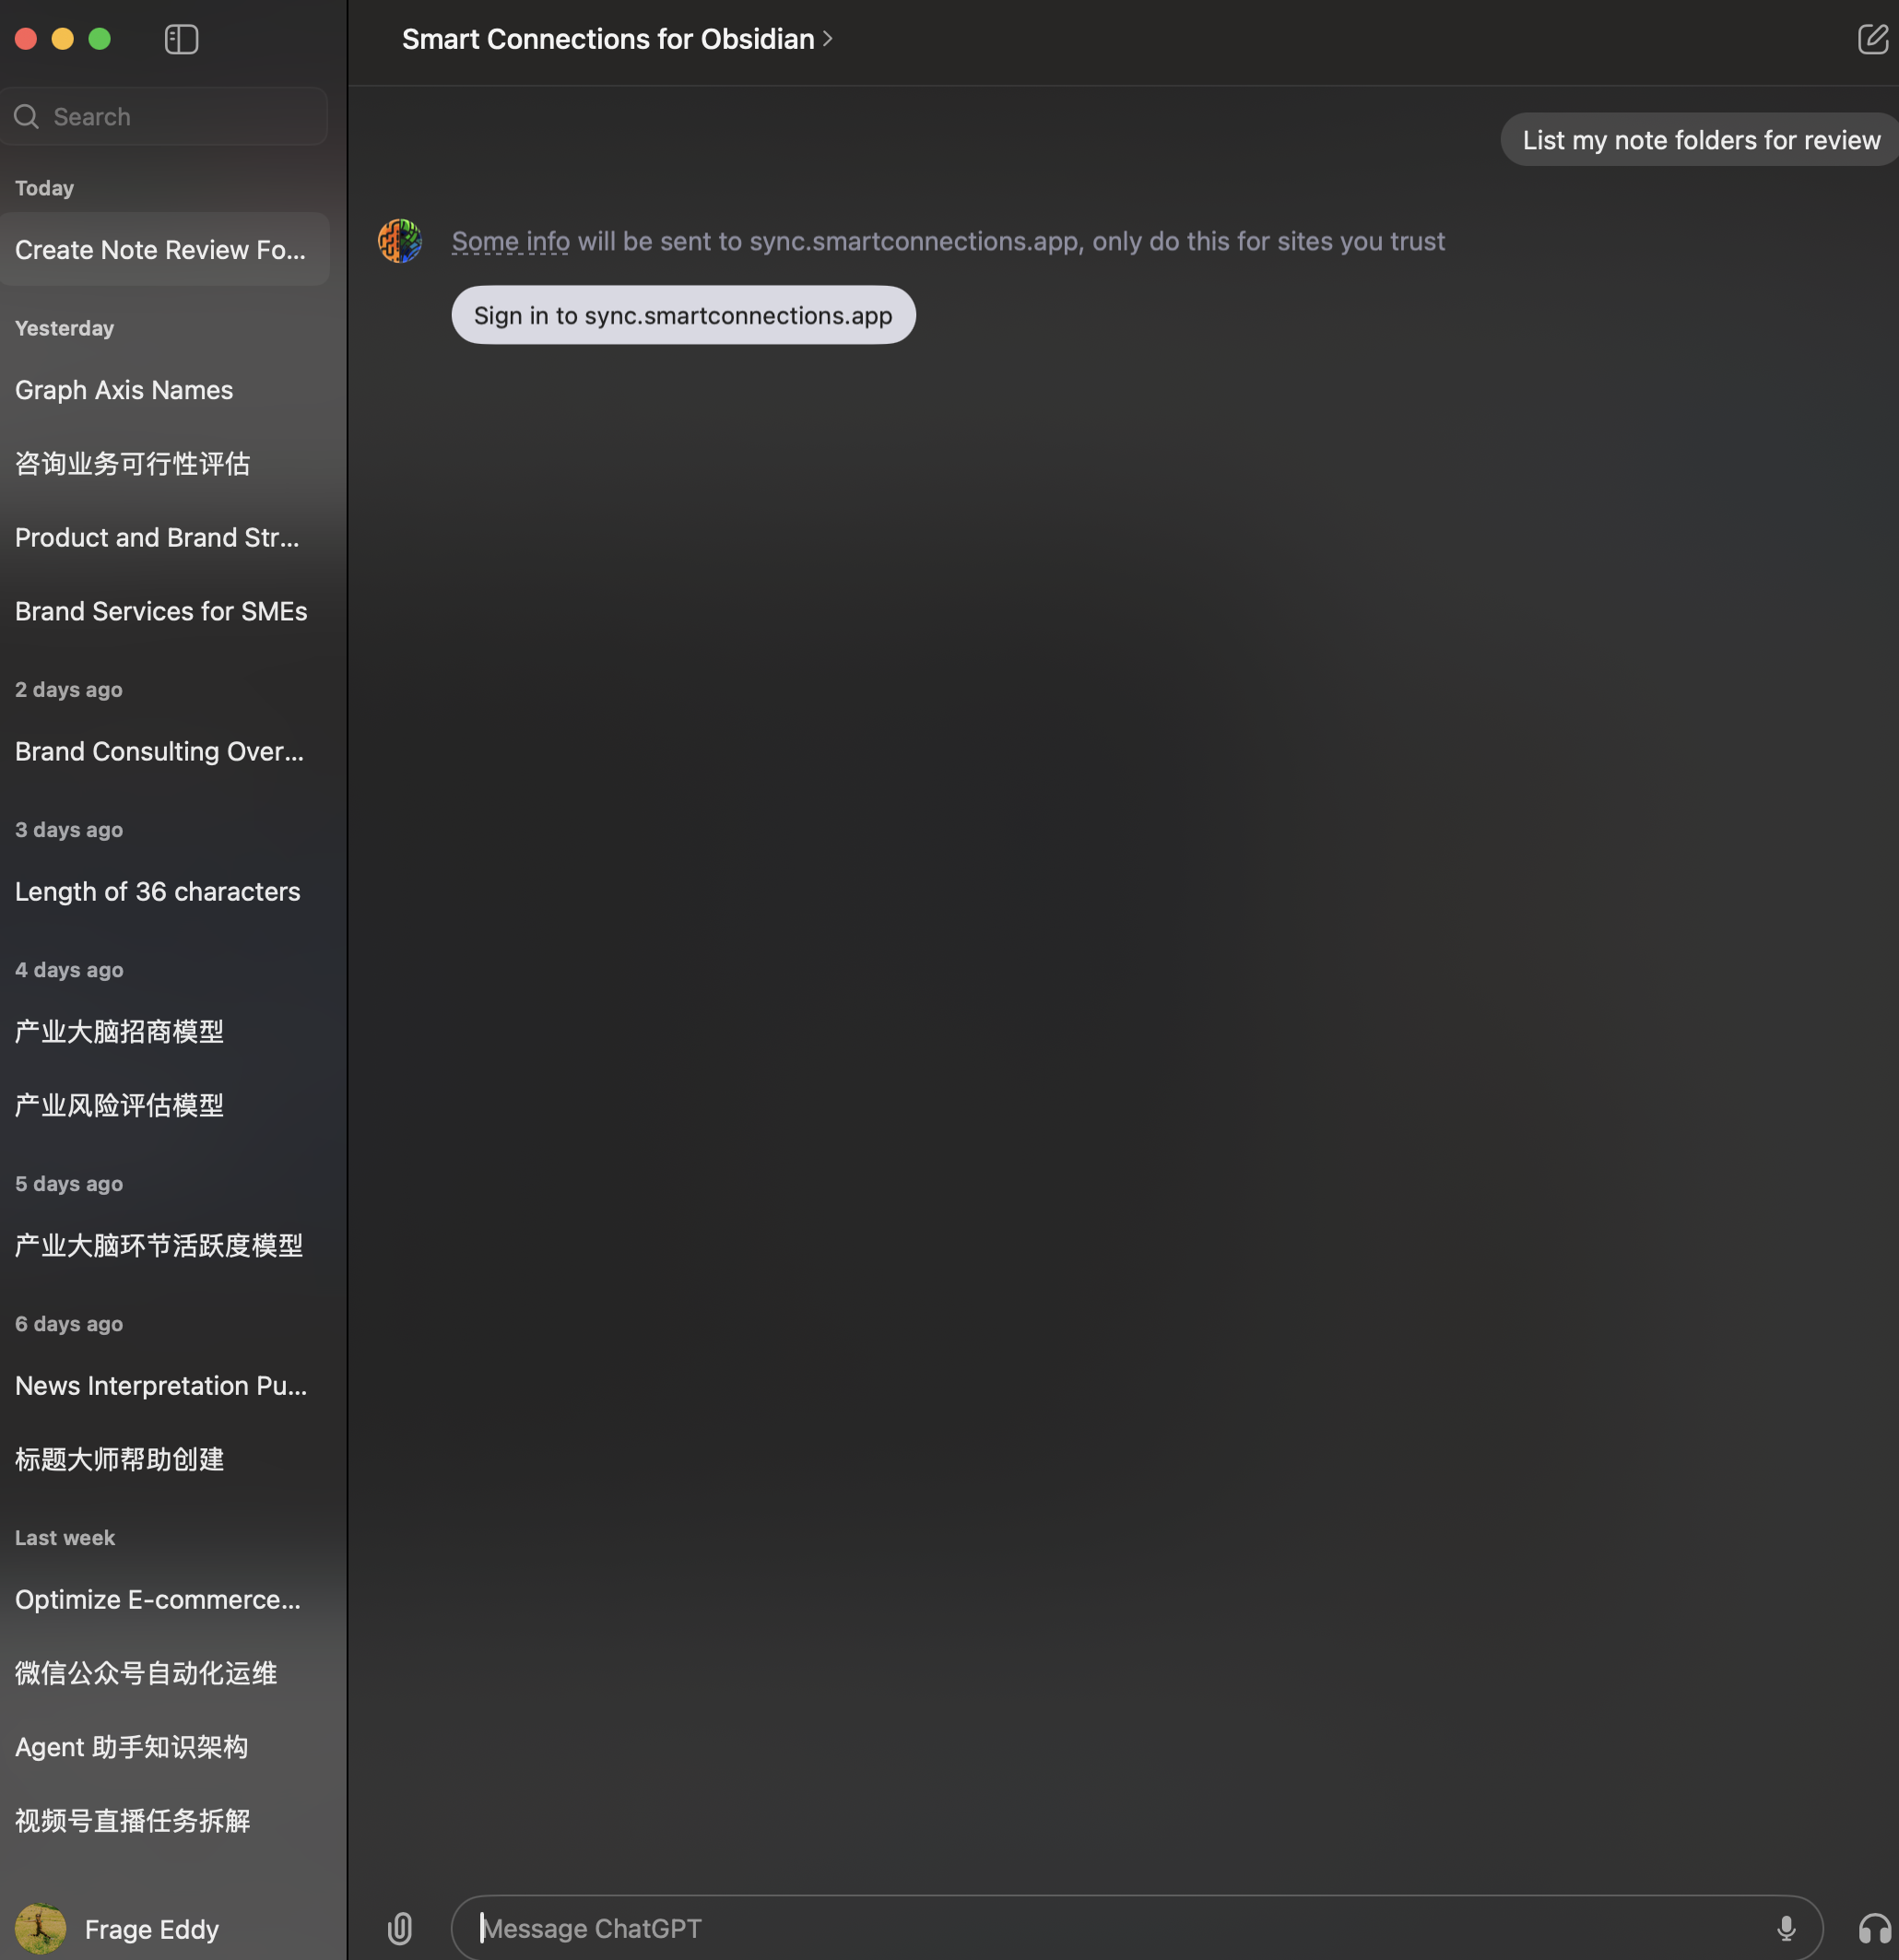 Search
Today
Create Note Review Fo...
Yesterday
Graph Axis Names
咨询业务可行性评估
Product and Brand Str...
Brand Services for SMEs
2 days ago
Brand Consulting Over...
3 days ago
Length of 36 characters
4 days ago
产业大脑招商模型
产业风险评估模型
5 days ago
产业大脑环节活跃度模型
6 days ago
News Interpretation Pu...
标题大师帮助创建
Last week
Optimize E-commerce...
微信公众号自动化运维
Agent 助手知识架构
视频号直播任务拆解
Frage Eddy
Smart Connections for Obsidian
List my note folders for review
Some info will be sent to sync.smartconnections.app, only do this for sites you trust
Sign in to sync.smartconnections.app
Message ChatGPT